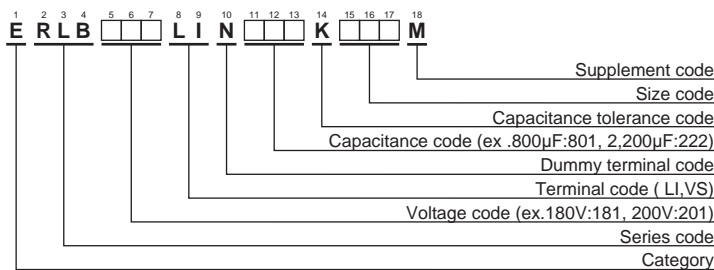 1 2 3 4 5 6 7 8 9 10 11 12 13 14 15 16 17 18
E R L B L I N K M
Supplement code
Size code
Capacitance tolerance code
Capacitance code (ex .800µF:801, 2,200µF:222)
Dummy terminal code
Terminal code ( LI,VS)
Voltage code (ex.180V:181, 200V:201)
Series code
Category